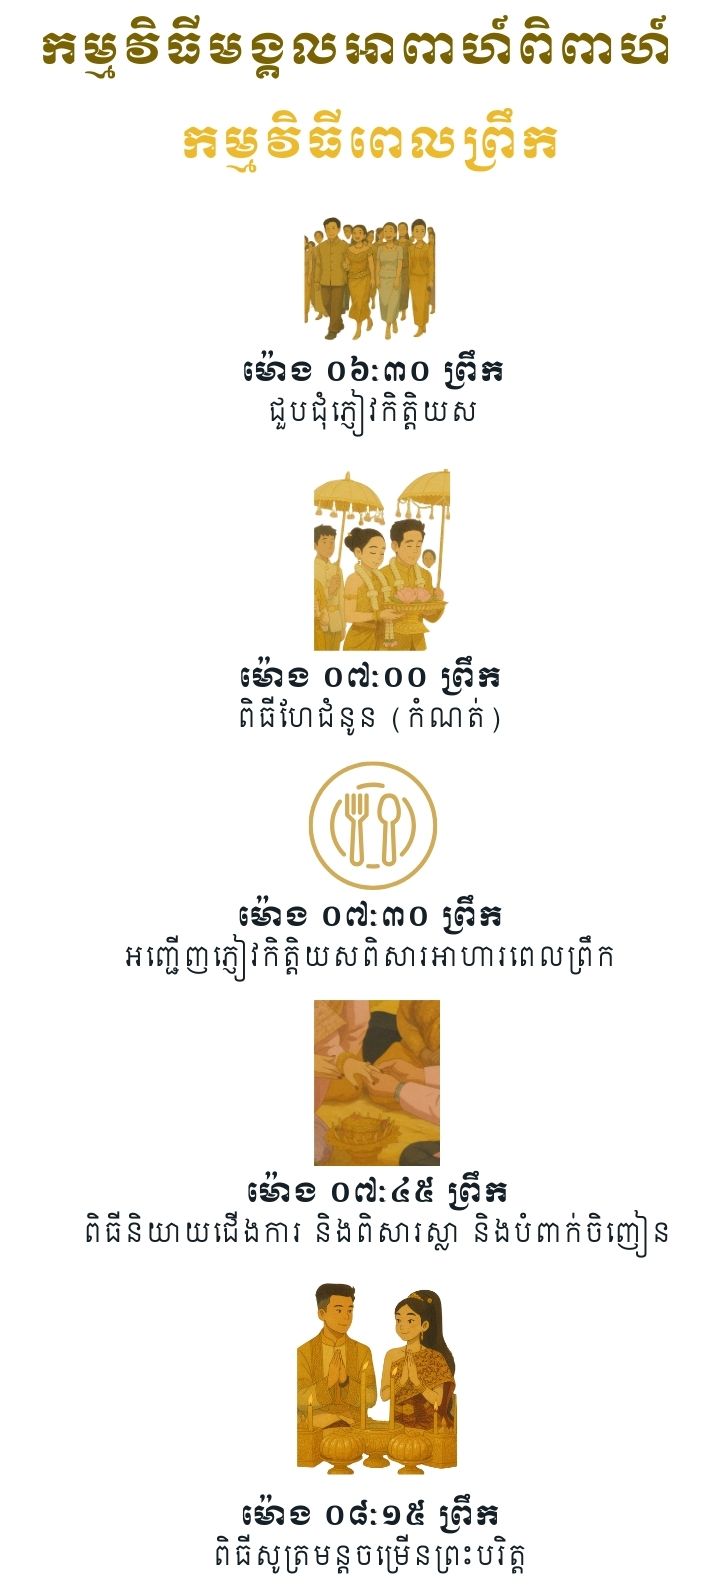 កម្មវិធីមង្គលអាពាហ៍ពិពាហ៍
កម្មវិធីពេលព្រឹក
ម៉ោង ០៦:៣០ ព្រឹក
ជួបជុំភ្ញៀវកិត្តិយស
ម៉ោង ០៧:០០ ព្រឹក
ពិធីហែជំនូន (កំណត់)
ម៉ោង ០៧:៣០ ព្រឹក
អញ្ជើញភ្ញៀវកិត្តិយសពិសារអាហារពេលព្រឹក
ម៉ោង ០៧:៤៥ ព្រឹក
ពិធីនិយាយជើងការ និងពិសារស្លា និងបំពាក់ចិញៀន
ម៉ោង ០៨:១៥ ព្រឹក
ពិធីសូត្រមន្តចម្រើនព្រះបរិត្ត